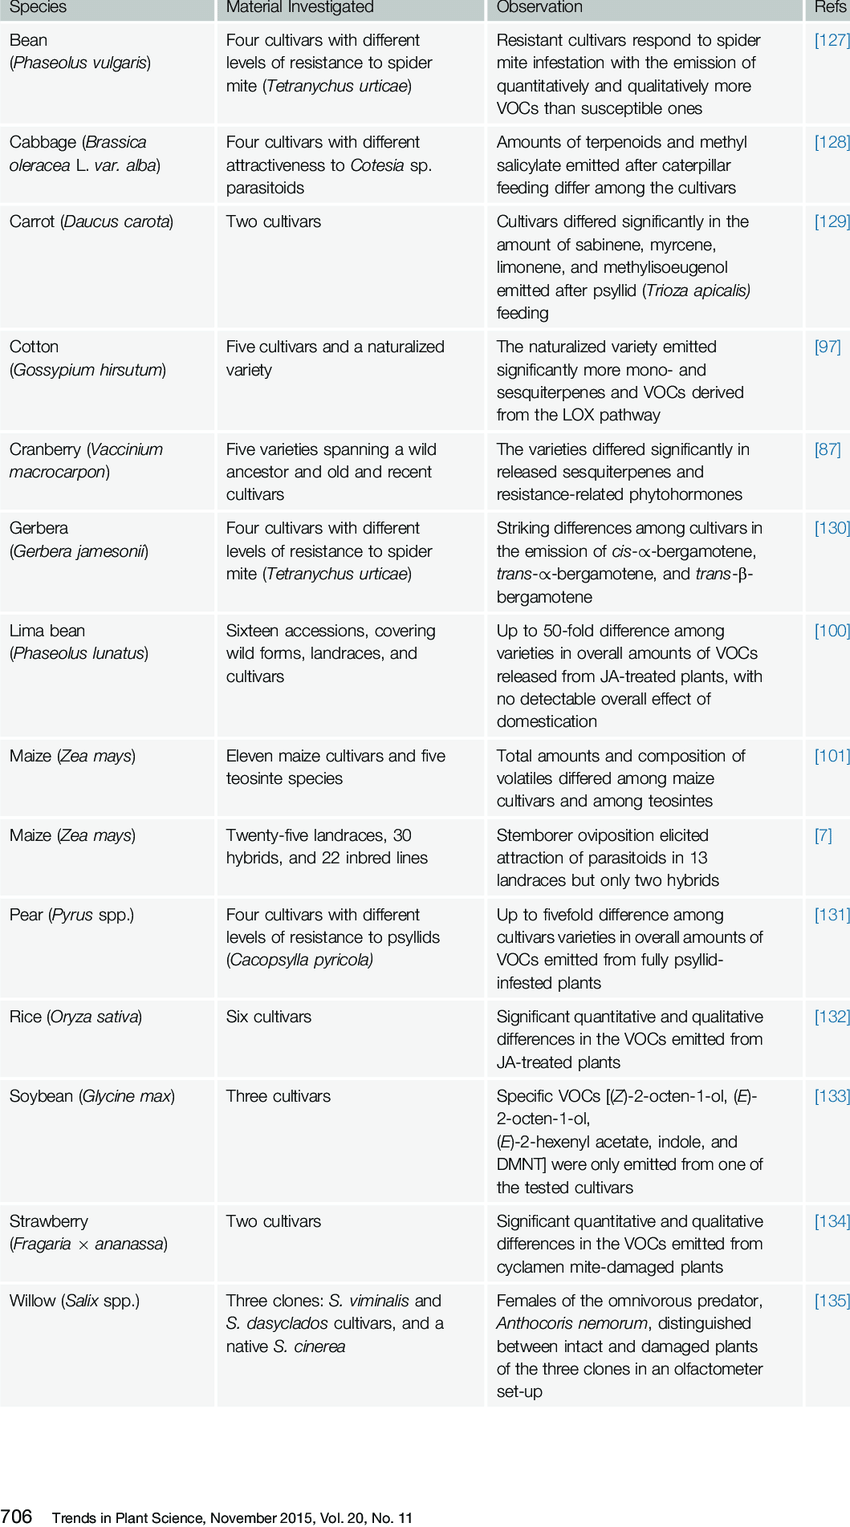 Species Material Investigated Observation Refs
Bean Four cultivars with different Resistant cultivars respond to spider [127]
(Phaseolus vulgaris) levels of resistance to spider mite infestation with the emission of
mite (Tetranychus urticae) quantitatively and qualitatively more
VOCs than susceptible ones
Cabbage (Brassica Four cultivars with different Amounts of terpenoids and methyl [128]
oleracea L. var. alba) attractiveness to Cotesia sp. salicylate emitted after caterpillar
parasitoids feeding differ among the cultivars
Carrot (Daucus carota) Two cultivars Cultivars differed significantly in the [129]
amount of sabinene, myrcene,
limonene, and methylisoeugenol
emitted after psyllid (Trioza apicalis)
feeding
Cotton Five cultivars and a naturalized The naturalized variety emitted [97]
(Gossypium hirsutum) variety significantly more mono- and
sesquiterpenes and VOCs derived
from the LOX pathway
Cranberry (Vaccinium Five varieties spanning a wild The varieties differed significantly in [87]
macrocarpon) ancestor and old and recent released sesquiterpenes and
cultivars resistance-related phytohormones
Gerbera Four cultivars with different Striking differences among cultivars in [130]
(Gerbera jamesonii) levels of resistance to spider the emission of cis-∝-bergamotene,
mite (Tetranychus urticae) trans-∝-bergamotene, and trans-β-
bergamotene
Lima bean Sixteen accessions, covering Up to 50-fold difference among [100]
(Phaseolus lunatus) wild forms, landraces, and varieties in overall amounts of VOCs
cultivars released from JA-treated plants, with
no detectable overall effect of
domestication
Maize (Zea mays) Eleven maize cultivars and five Total amounts and composition of [101]
teosinte species volatiles differed among maize
cultivars and among teosintes
Maize (Zea mays) Twenty-five landraces, 30 Stemborer oviposition elicited [7]
hybrids, and 22 inbred lines attraction of parasitoids in 13
landraces but only two hybrids
Pear (Pyrus spp.) Four cultivars with different Up to fivefold difference among [131]
levels of resistance to psyllids cultivars varieties in overall amounts of
(Cacopsylla pyricola) VOCs emitted from fully psyllid-
infested plants
Rice (Oryza sativa) Six cultivars Significant quantitative and qualitative [132]
differences in the VOCs emitted from
JA-treated plants
Soybean (Glycine max) Three cultivars Specific VOCs [(Z)-2-octen-1-ol, (E)- [133]
2-octen-1-ol,
(E)-2-hexenyl acetate, indole, and
DMNT] were only emitted from one of
the tested cultivars
Strawberry Two cultivars Significant quantitative and qualitative [134]
(Fragaria × ananassa) differences in the VOCs emitted from
cyclamen mite-damaged plants
Willow (Salix spp.) Three clones: S. viminalis and Females of the omnivorous predator, [135]
S. dasyclados cultivars, and a Anthocoris nemorum, distinguished
native S. cinerea between intact and damaged plants
of the three clones in an olfactometer
set-up
706 Trends in Plant Science, November 2015, Vol. 20, No. 11